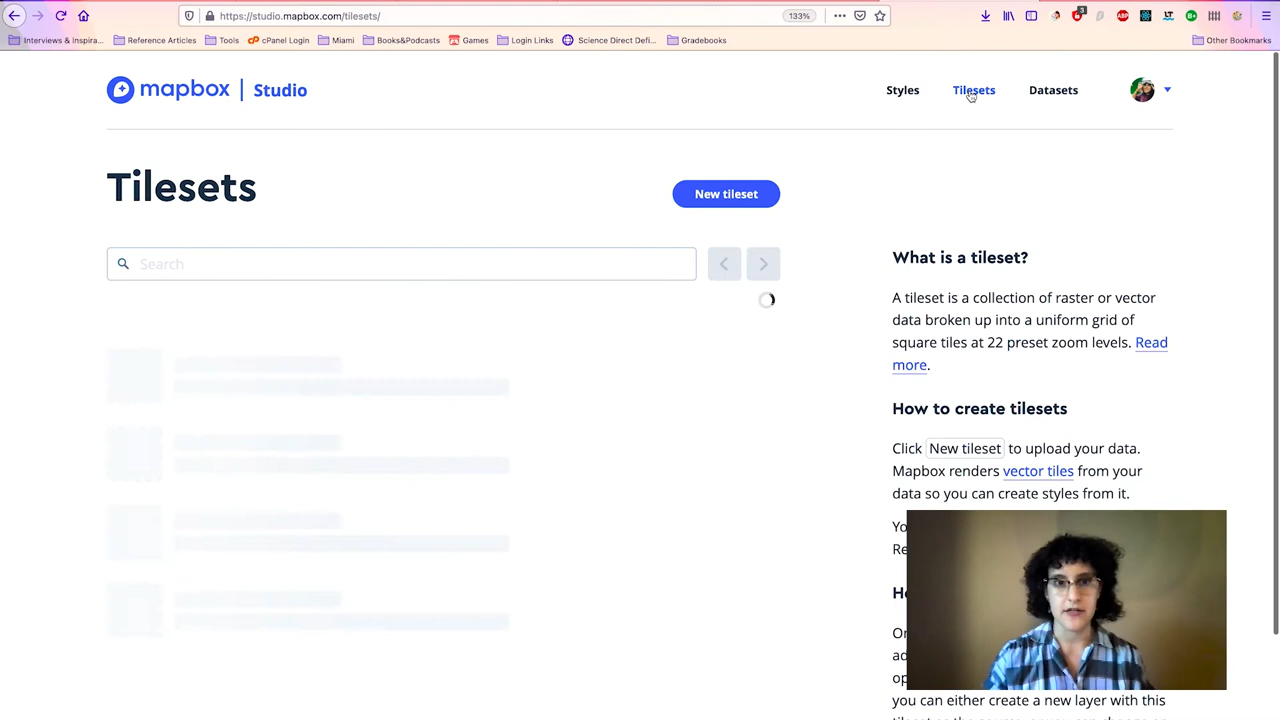 https://studio.mapbox.com/tilesets/
133%
3
ABP
LT
Interviews & Inspira...
Reference Articles
Tools
cPanel Login
Miami
Books&Podcasts
Games
Login Links
Science Direct Defi...
Gradebooks
Other Bookmarks
mapbox | Studio
Styles
Tilesets
Datasets
Tilesets
New tileset
Search
What is a tileset?
A tileset is a collection of raster or vector
data broken up into a uniform grid of
square tiles at 22 preset zoom levels. Read
more.
How to create tilesets
Click New tileset to upload your data.
Mapbox renders vector tiles from your
data so you can create styles from it.
you can either create a new layer with this